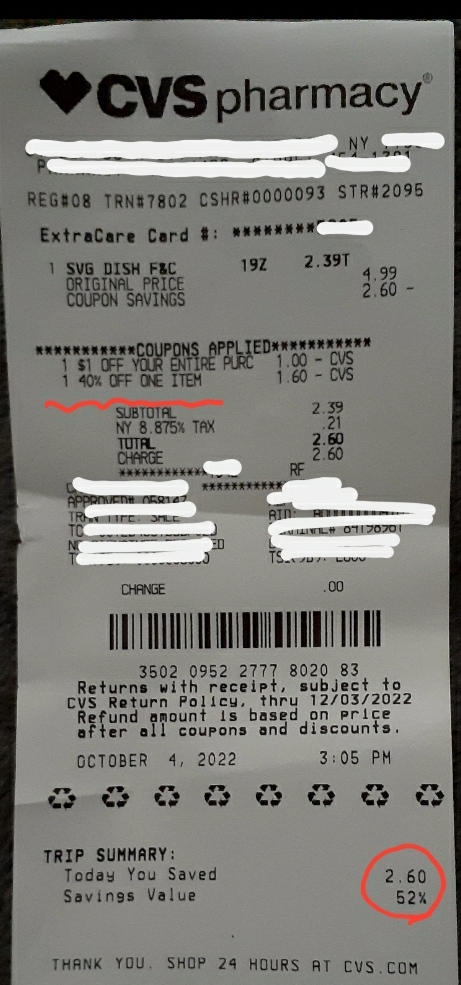 CVS pharmacy®
NY
REG#08 TRN#7802 CSHR#0000093 STR#2095
ExtraCare Card #: ********
1 SVG DISH F&C 19Z 2.39T
ORIGINAL PRICE 4.99
COUPON SAVINGS 2.60 -
***********COUPONS APPLIED***********
1 $1 OFF YOUR ENTIRE PURC 1.00 - CVS
1 40% OFF ONE ITEM 1.60 - CVS
SUBTOTAL 2.39
NY 8.875% TAX .21
TOTAL 2.60
CHARGE 2.60
*********** RF
***********
CHANGE .00
3502 0952 2777 8020 83
Returns with receipt, subject to
CVS Return Policy, thru 12/03/2022
Refund amount is based on price
after all coupons and discounts.
OCTOBER 4, 2022 3:05 PM
TRIP SUMMARY:
Today You Saved 2.60
Savings Value 52%
THANK YOU. SHOP 24 HOURS AT CVS.COM